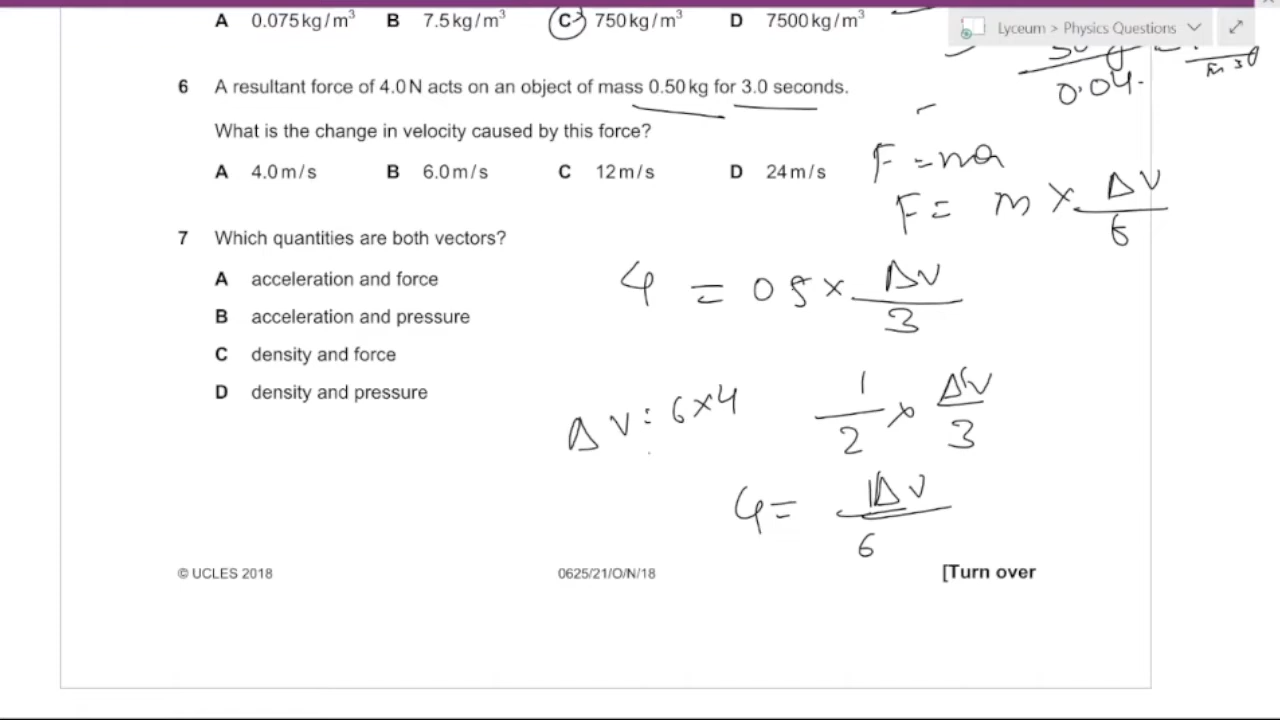 A 0.075 kg/m³ B 7.5 kg/m³ C 750 kg/m³ D 7500 kg/m³
Lyceum > Physics Questions
0.04
6 A resultant force of 4.0 N acts on an object of mass 0.50 kg for 3.0 seconds.
What is the change in velocity caused by this force?
A 4.0 m/s B 6.0 m/s C 12 m/s D 24 m/s
F = ma
F = m × ΔV/t
7 Which quantities are both vectors?
A acceleration and force
B acceleration and pressure
C density and force
D density and pressure
4 = 0 5 × ΔV/3
ΔV = 6×4
1/2 × ΔV/3
4 = 1ΔV/6
© UCLES 2018
0625/21/O/N/18
[Turn over